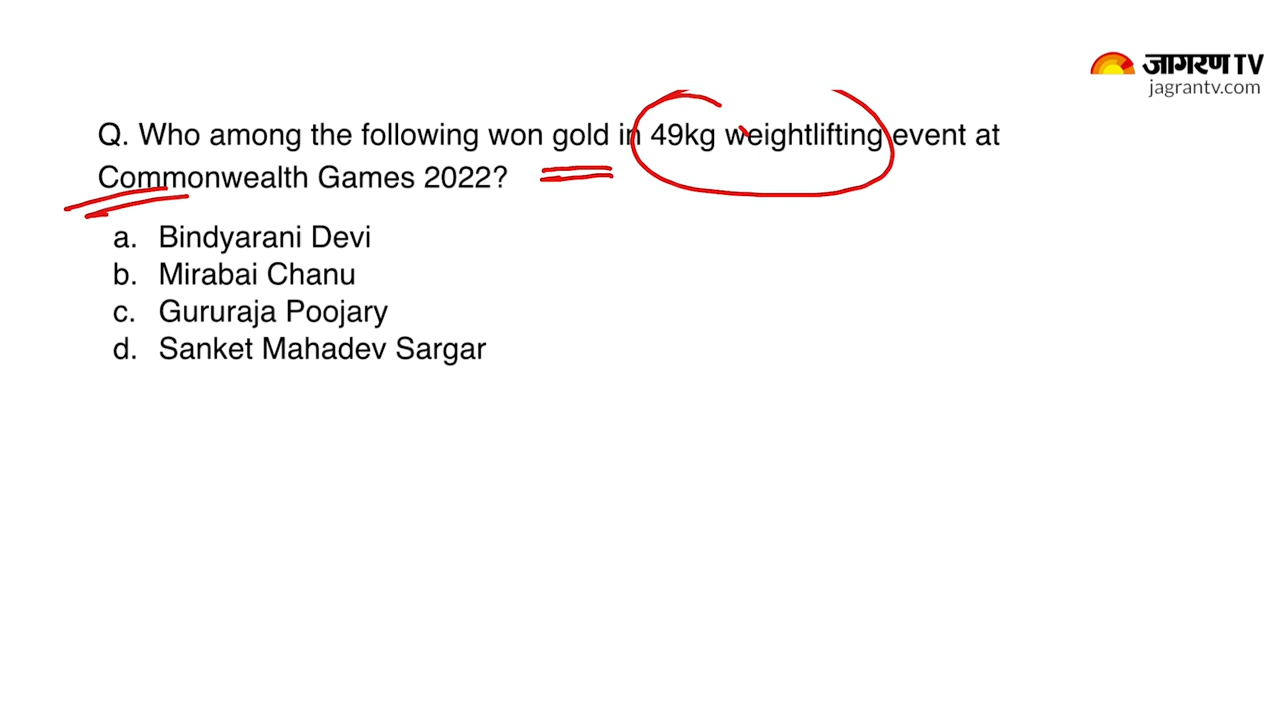 जागरण TV
jagrantv.com
Q. Who among the following won gold in 49kg weightlifting event at
Commonwealth Games 2022?
a. Bindyarani Devi
b. Mirabai Chanu
c. Gururaja Poojary
d. Sanket Mahadev Sargar